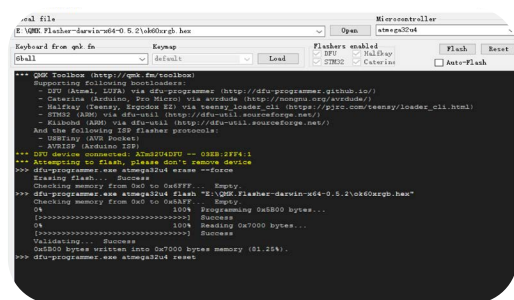 Local file
Microcontroller
E:\QMK.Flasher-darwin-x64-0.5.2\ok60xrgb.hex
Open
atmega32u4
Keyboard from qmk.fm
Keymap
Flashers enabled
6ball
default
Load
DFU
Halfkay
STM32
Caterina
Flash
Reset
Auto-Flash
*** QMK Toolbox (http://qmk.fm/toolbox)
Supporting following bootloaders:
- DFU (Atmel, LUFA) via dfu-programmer (http://dfu-programmer.github.io/)
- Caterina (Arduino, Pro Micro) via avrdude (http://nongnu.org/avrdude/)
- Halfkay (Teensy, Ergodox EZ) via teensy_loader_cli (https://pjrc.com/teensy/loader_cli.html)
- STM32 (ARM) via dfu-util (http://dfu-util.sourceforge.net/)
- Kiibohd (ARM) via dfu-util (http://dfu-util.sourceforge.net/)
And the following ISP flasher protocols:
- USBTiny (AVR Pocket)
- AVRISP (Arduino ISP)
*** DFU device connected: ATm32U4DFU -- 03EB:2FF4:1
*** Attempting to flash, please don't remove device
>>> dfu-programmer.exe atmega32u4 erase --force
Erasing flash... Success
Checking memory from 0x0 to 0x6FFF... Empty.
>>> dfu-programmer.exe atmega32u4 flash "E:\QMK.Flasher-darwin-x64-0.5.2\ok60xrgb.hex"
Checking memory from 0x0 to 0x5AFF... Empty.
0% 100% Programming 0x5B00 bytes...
[>>>>>>>>>>>>>>>>>>>>>>>>>>>>>>>>] Success
0% 100% Reading 0x7000 bytes...
[>>>>>>>>>>>>>>>>>>>>>>>>>>>>>>>>] Success
Validating... Success
0x5B00 bytes written into 0x7000 bytes memory (81.25%).
>>> dfu-programmer.exe atmega32u4 reset